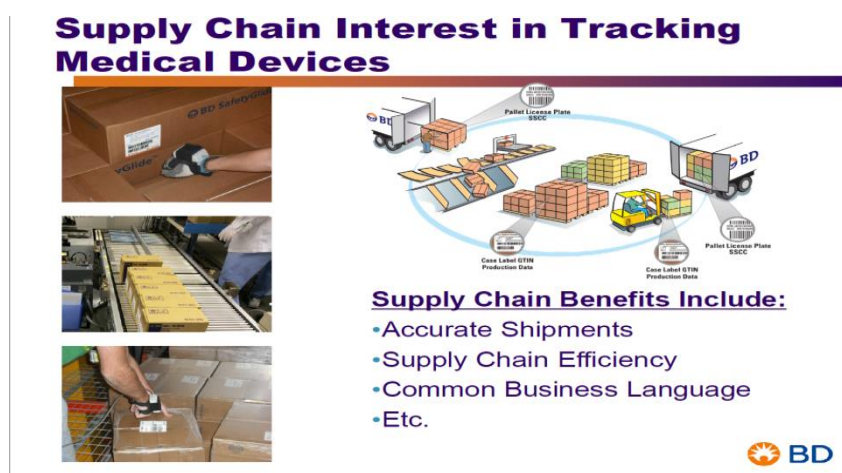 Supply Chain Interest in Tracking
Medical Devices
BD SafetyGlide
yGlide™
BD
Pallet License Plate
SSCC
BD
Pallet License Plate
SSCC
Case Label GTIN
Production Data
Case Label GTIN
Production Data
Supply Chain Benefits Include:
•Accurate Shipments
•Supply Chain Efficiency
•Common Business Language
•Etc.
BD